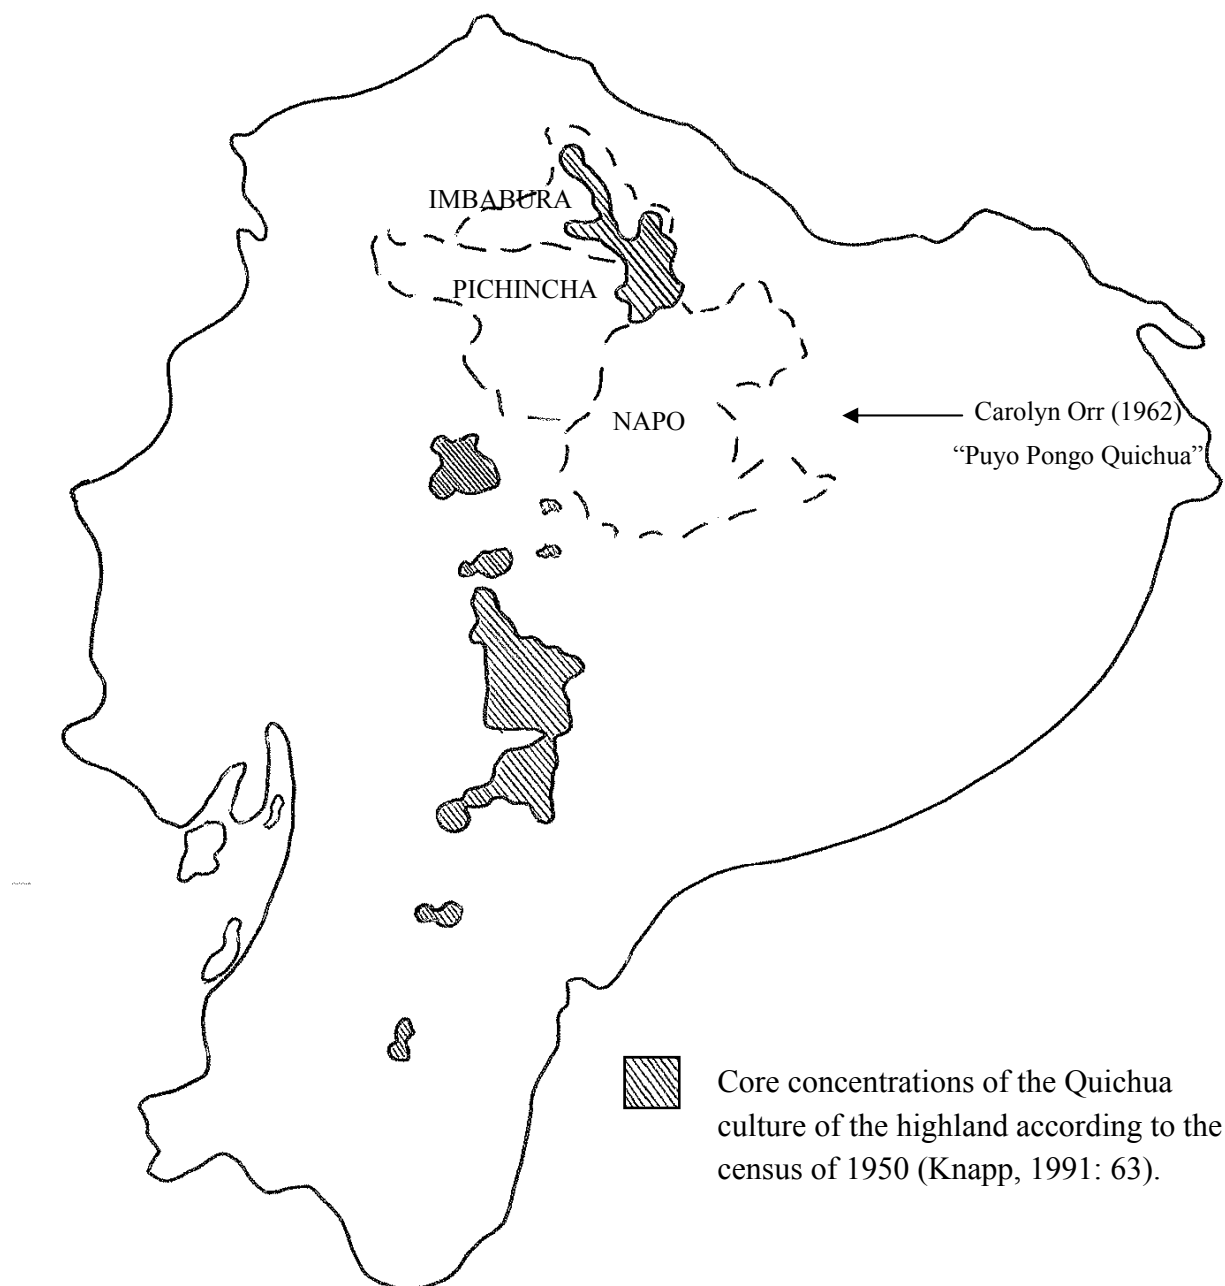 IMBABURA
PICHINCHA
NAPO
Carolyn Orr (1962)
“Puyo Pongo Quichua”
Core concentrations of the Quichua
culture of the highland according to the
census of 1950 (Knapp, 1991: 63).